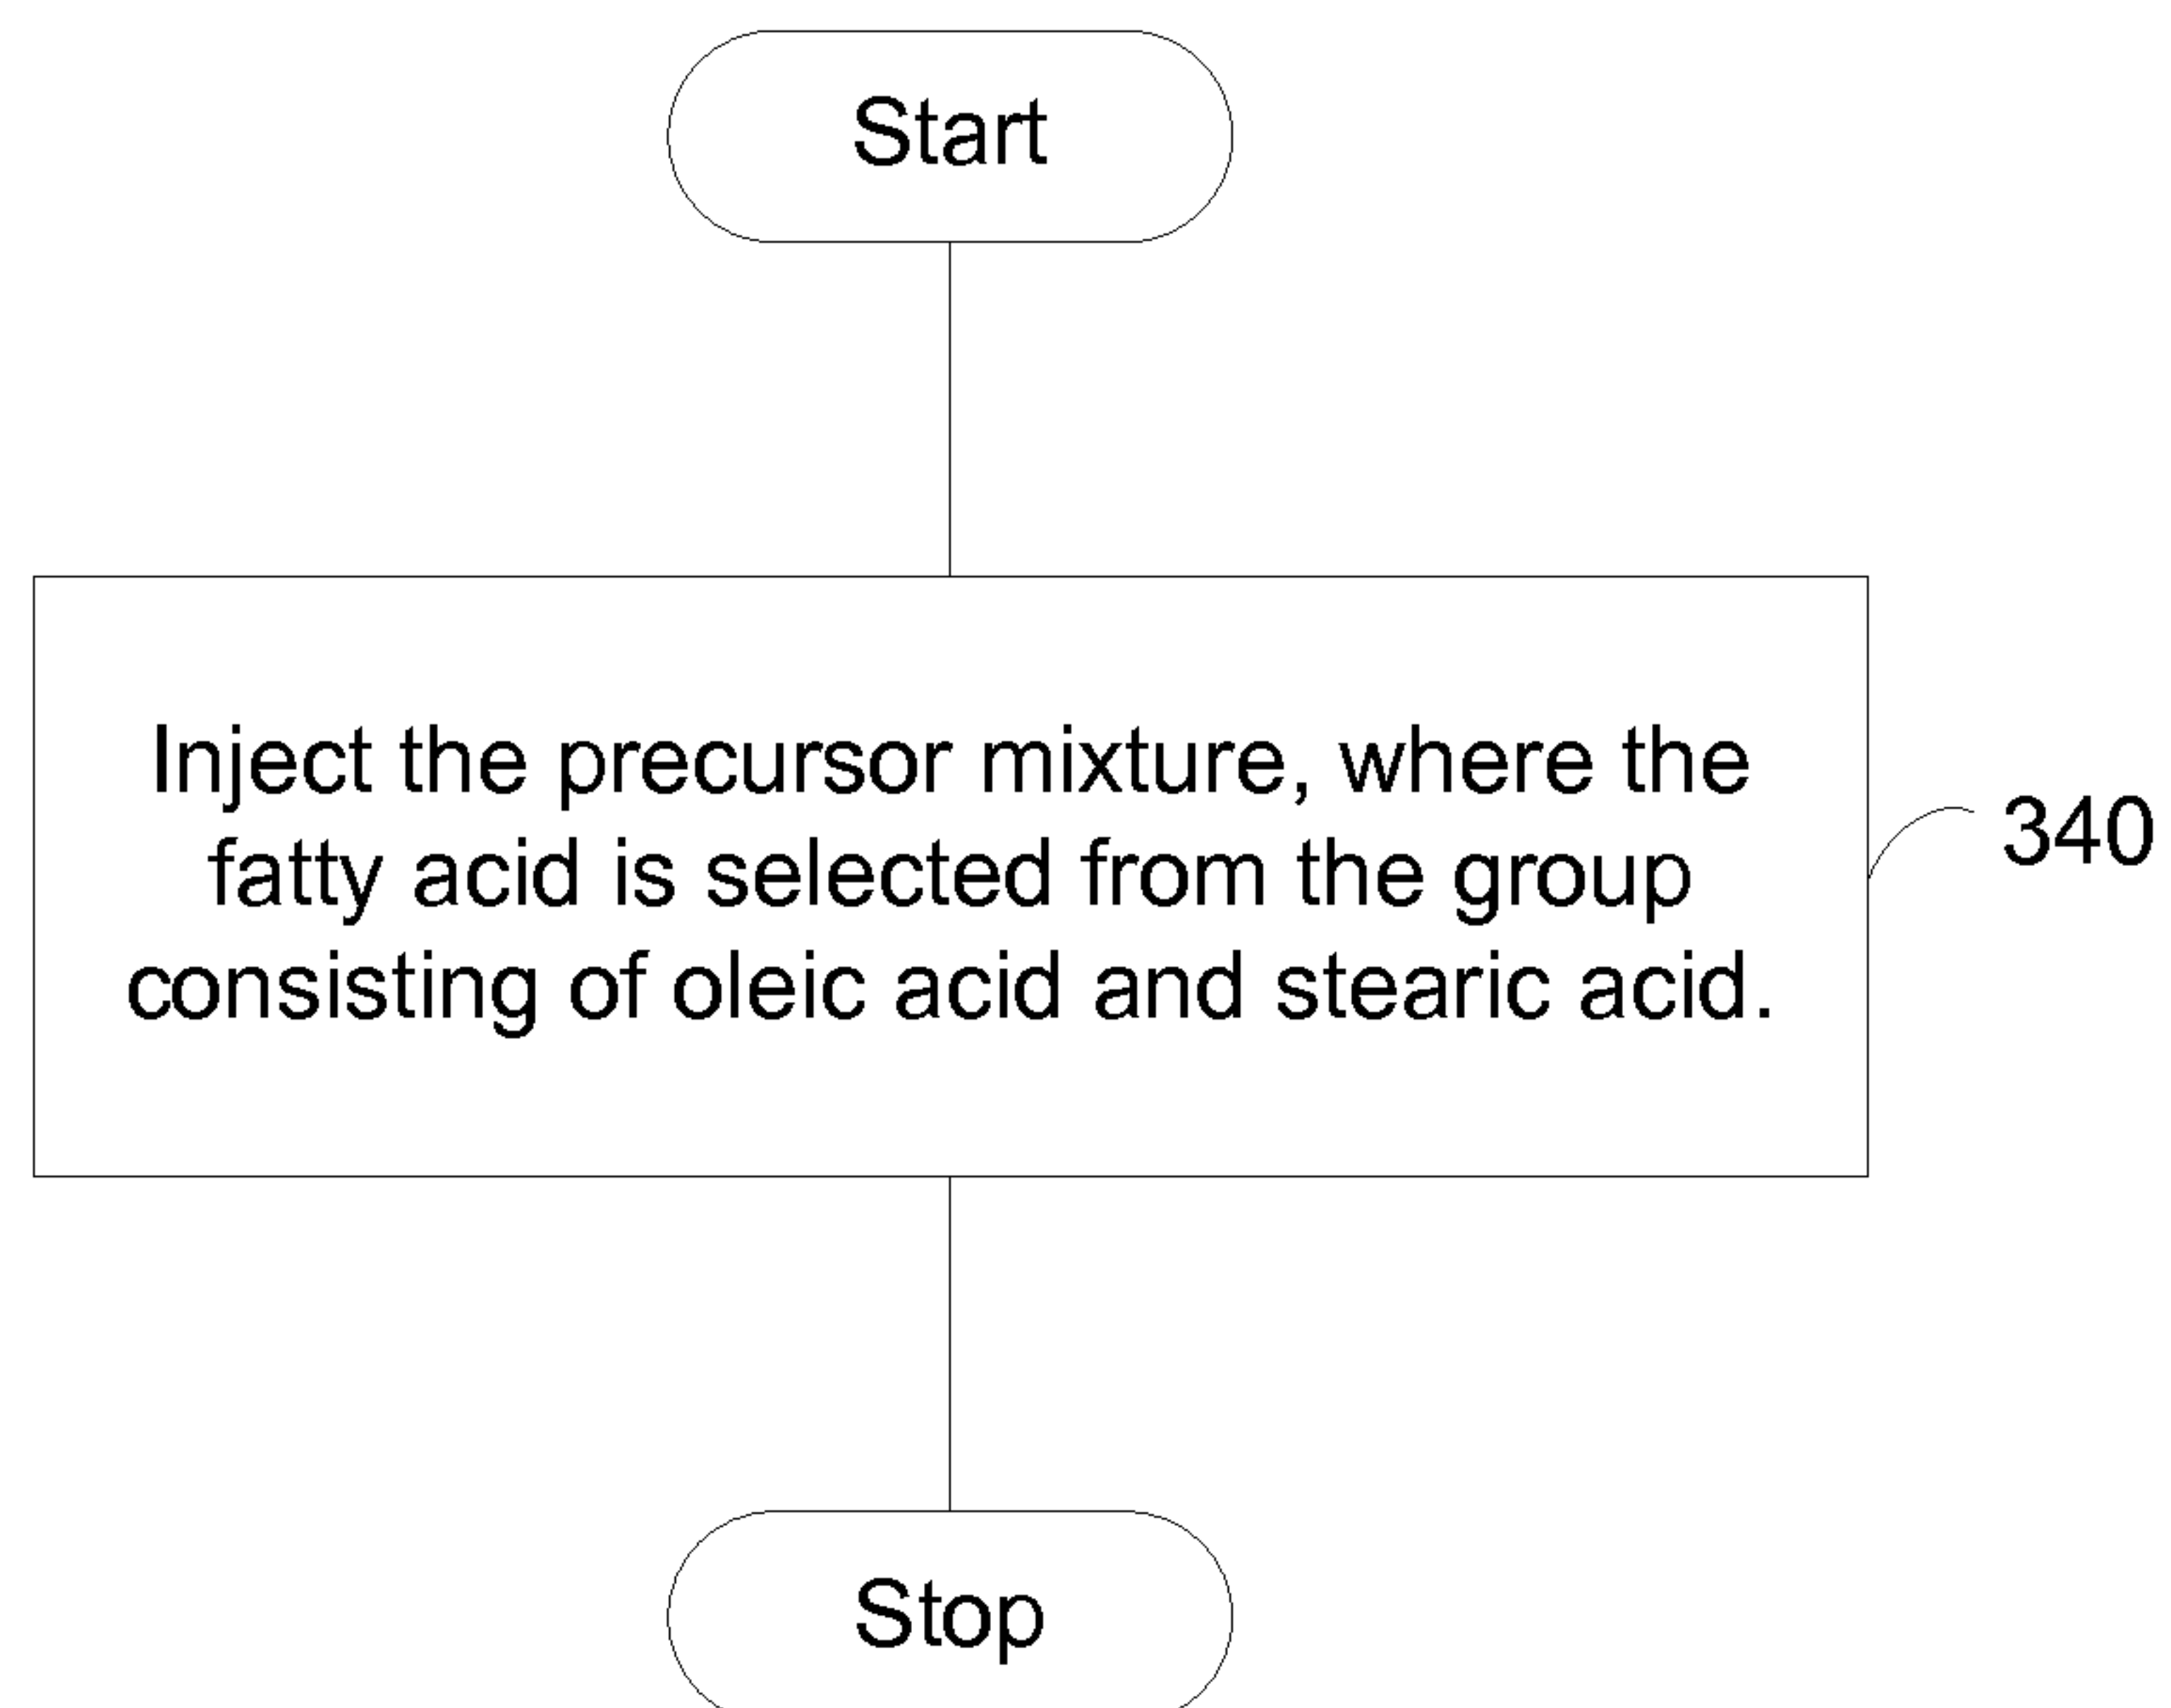 Start
Inject the precursor mixture, where the
fatty acid is selected from the group
consisting of oleic acid and stearic acid.
340
Stop